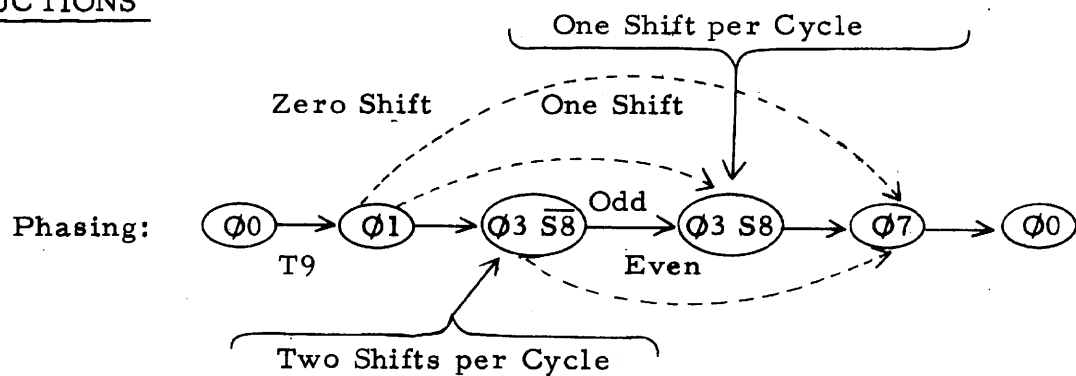 One Shift per Cycle
Zero Shift One Shift
Phasing: Ø0 Ø1 Ø3 S̅8̅ Odd Ø3 S8 Ø7 Ø0
T9 Even
Two Shifts per Cycle